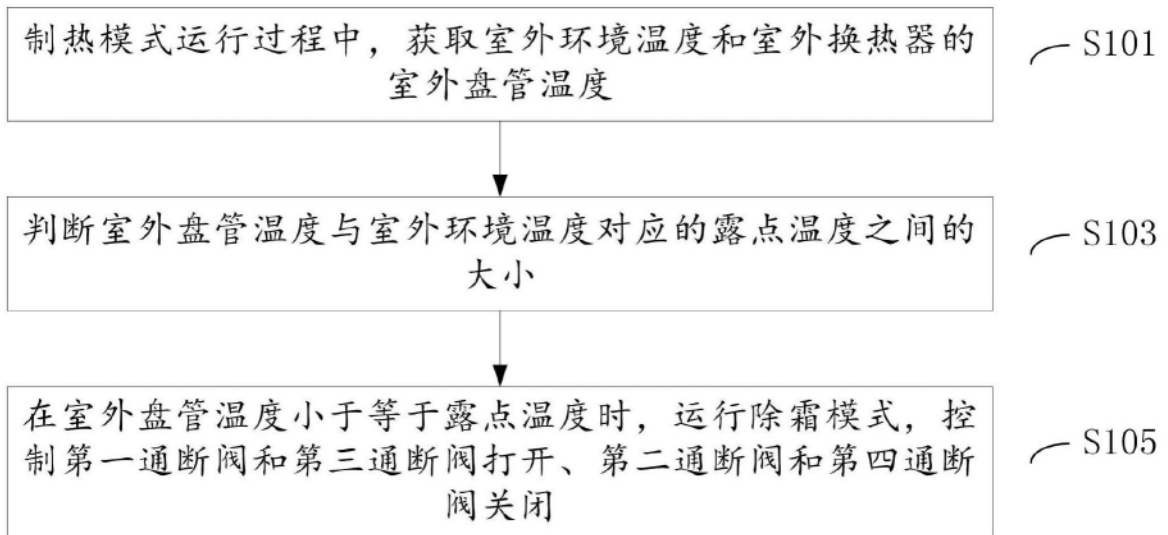 制热模式运行过程中，获取室外环境温度和室外换热器的
室外盘管温度
S101
判断室外盘管温度与室外环境温度对应的露点温度之间的
大小
S103
在室外盘管温度小于等于露点温度时，运行除霜模式，控
制第一通断阀和第三通断阀打开、第二通断阀和第四通断
阀关闭
S105